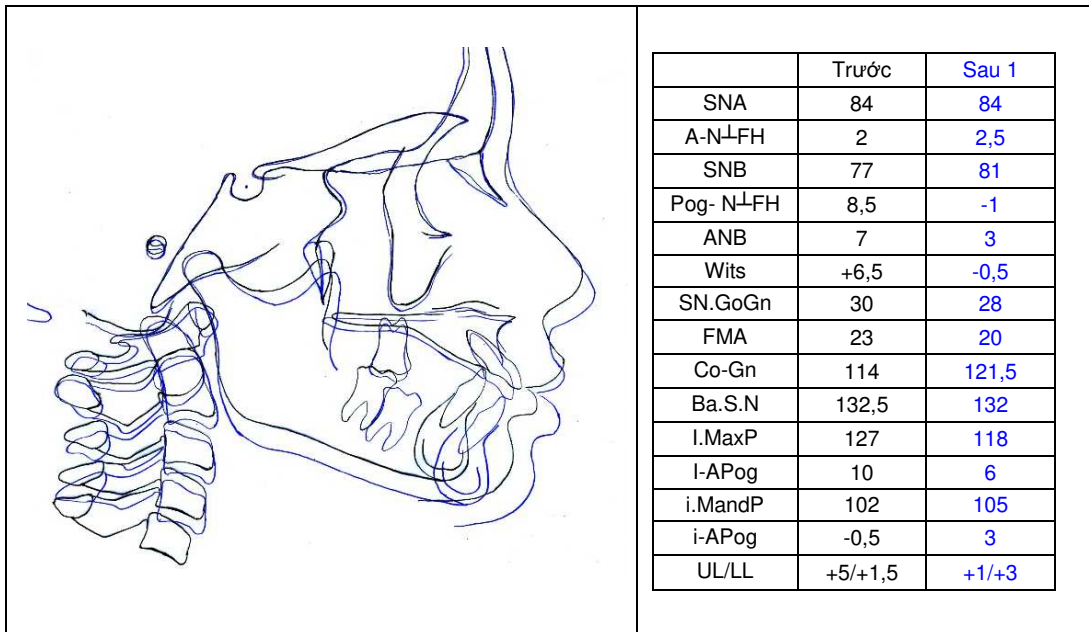 Trước Sau 1
SNA 84 84
A-N┴FH 2 2,5
SNB 77 81
Pog- N┴FH 8,5 -1
ANB 7 3
Wits +6,5 -0,5
SN.GoGn 30 28
FMA 23 20
Co-Gn 114 121,5
Ba.S.N 132,5 132
I.MaxP 127 118
I-APog 10 6
i.MandP 102 105
i-APog -0,5 3
UL/LL +5/+1,5 +1/+3